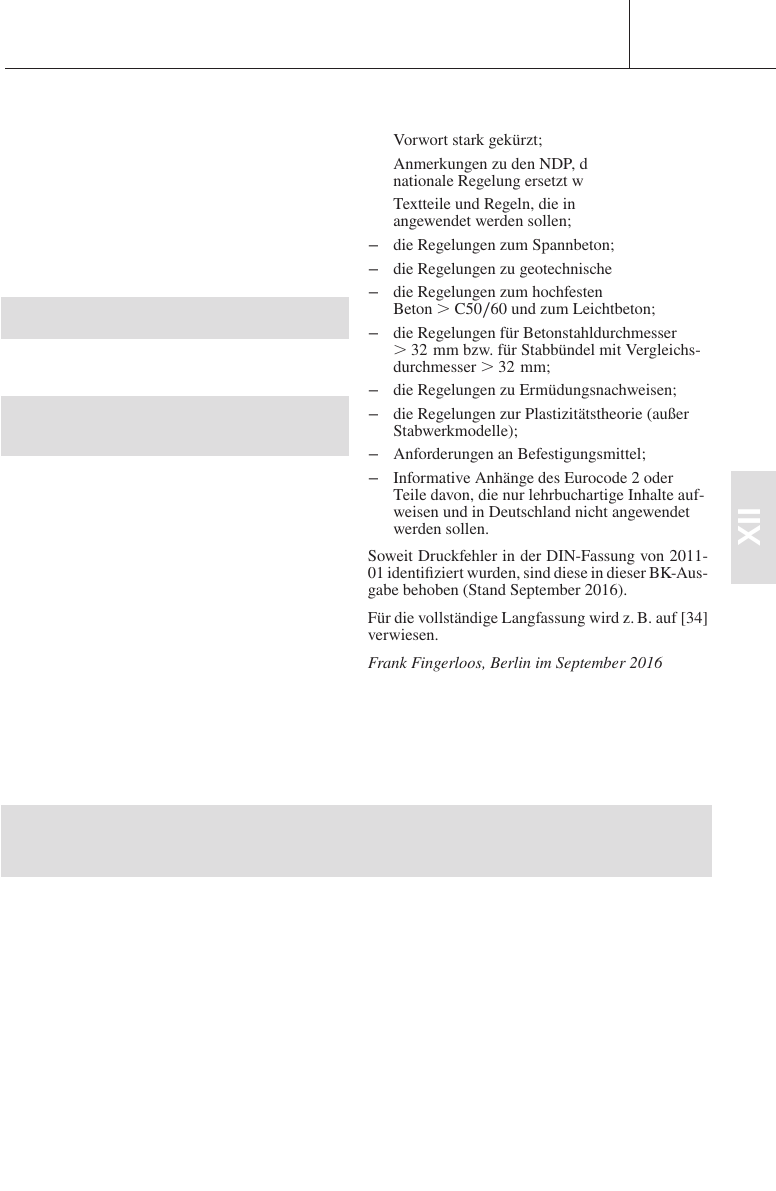 Vorwort stark gekürzt;
Anmerkungen zu den NDP, d
nationale Regelung ersetzt w
Textteile und Regeln, die in
angewendet werden sollen;
– die Regelungen zum Spannbeton;
– die Regelungen zu geotechnische
– die Regelungen zum hochfesten
Beton > C50/60 und zum Leichtbeton;
– die Regelungen für Betonstahldurchmesser
> 32 mm bzw. für Stabbündel mit Vergleichs-
durchmesser > 32 mm;
– die Regelungen zu Ermüdungsnachweisen;
– die Regelungen zur Plastizitätstheorie (außer
Stabwerkmodelle);
– Anforderungen an Befestigungsmittel;
– Informative Anhänge des Eurocode 2 oder
Teile davon, die nur lehrbuchartige Inhalte auf-
weisen und in Deutschland nicht angewendet
werden sollen.
Soweit Druckfehler in der DIN-Fassung von 2011-
01 identifiziert wurden, sind diese in dieser BK-Aus-
gabe behoben (Stand September 2016).
Für die vollständige Langfassung wird z. B. auf [34]
verwiesen.
Frank Fingerloos, Berlin im September 2016
XII